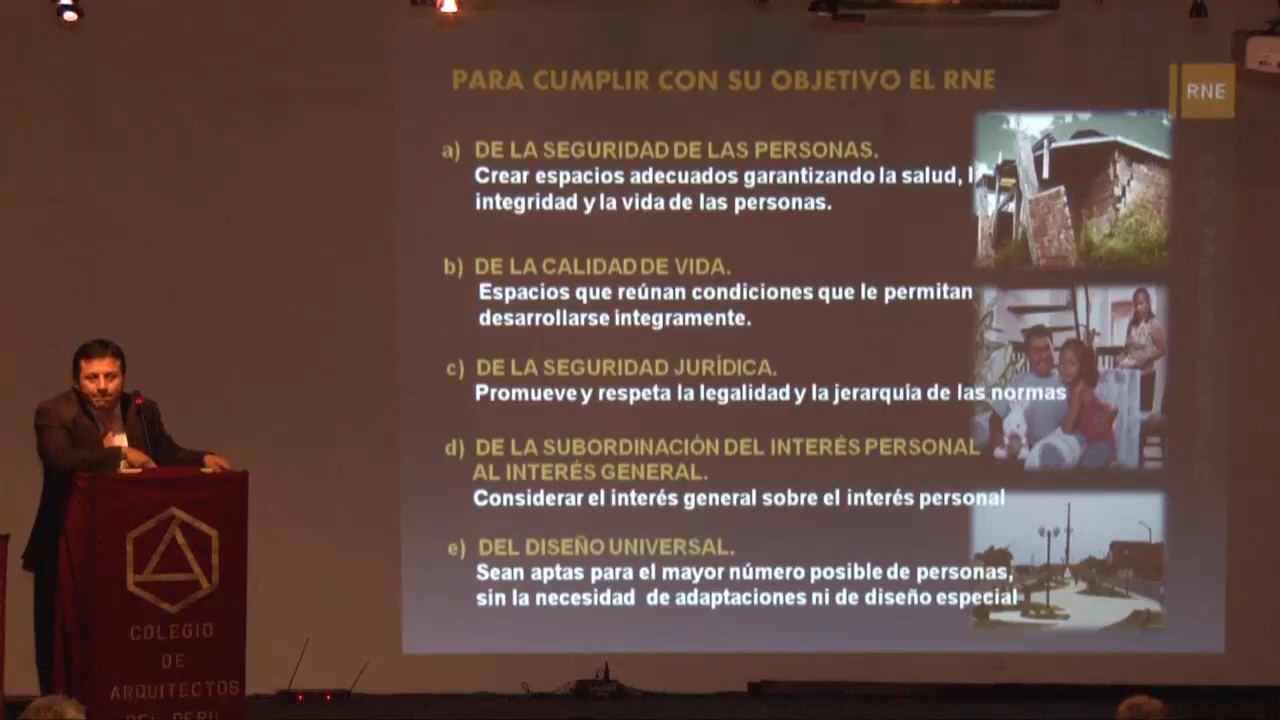 PARA CUMPLIR CON SU OBJETIVO EL RNE
RNE
a) DE LA SEGURIDAD DE LAS PERSONAS.
Crear espacios adecuados garantizando la salud,
integridad y la vida de las personas.
b) DE LA CALIDAD DE VIDA.
Espacios que reúnan condiciones que le permitan
desarrollarse íntegramente.
c) DE LA SEGURIDAD JURÍDICA.
Promueve y respeta la legalidad y la jerarquía de las normas
d) DE LA SUBORDINACIÓN DEL INTERÉS PERSONAL
AL INTERÉS GENERAL.
Considerar el interés general sobre el interés personal
e) DEL DISEÑO UNIVERSAL.
Sean aptas para el mayor número posible de personas,
sin la necesidad de adaptaciones ni de diseño especial
COLEGIO
DE
ARQUITECTOS
DEL PERU